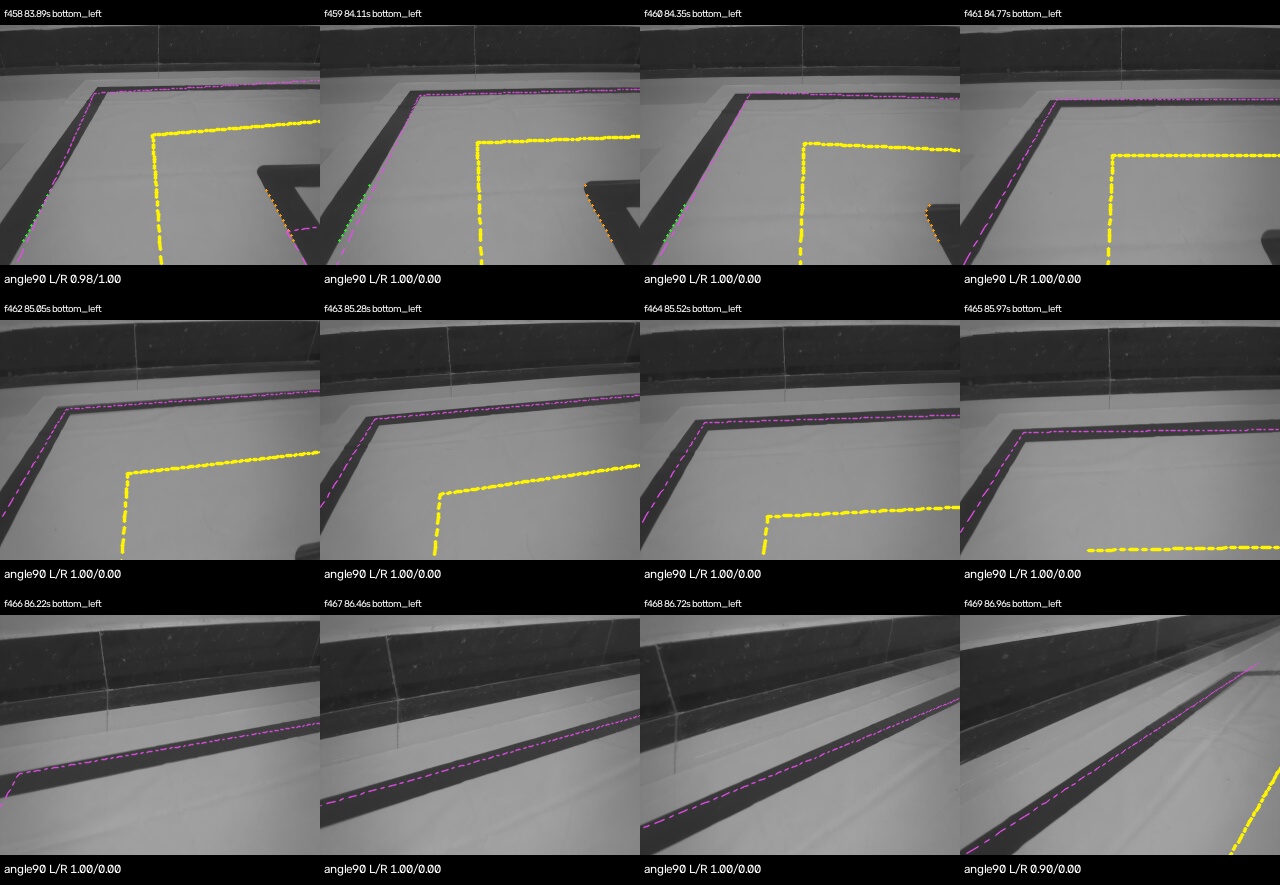 f458 83.89s bottom_left
f459 84.11s bottom_left
f460 84.35s bottom_left
f461 84.77s bottom_left
angle90 L/R 0.98/1.00
angle90 L/R 1.00/0.00
angle90 L/R 1.00/0.00
angle90 L/R 1.00/0.00
f462 85.05s bottom_left
f463 85.28s bottom_left
f464 85.52s bottom_left
f465 85.97s bottom_left
angle90 L/R 1.00/0.00
angle90 L/R 1.00/0.00
angle90 L/R 1.00/0.00
angle90 L/R 1.00/0.00
f466 86.22s bottom_left
f467 86.46s bottom_left
f468 86.72s bottom_left
f469 86.96s bottom_left
angle90 L/R 1.00/0.00
angle90 L/R 1.00/0.00
angle90 L/R 1.00/0.00
angle90 L/R 0.90/0.00